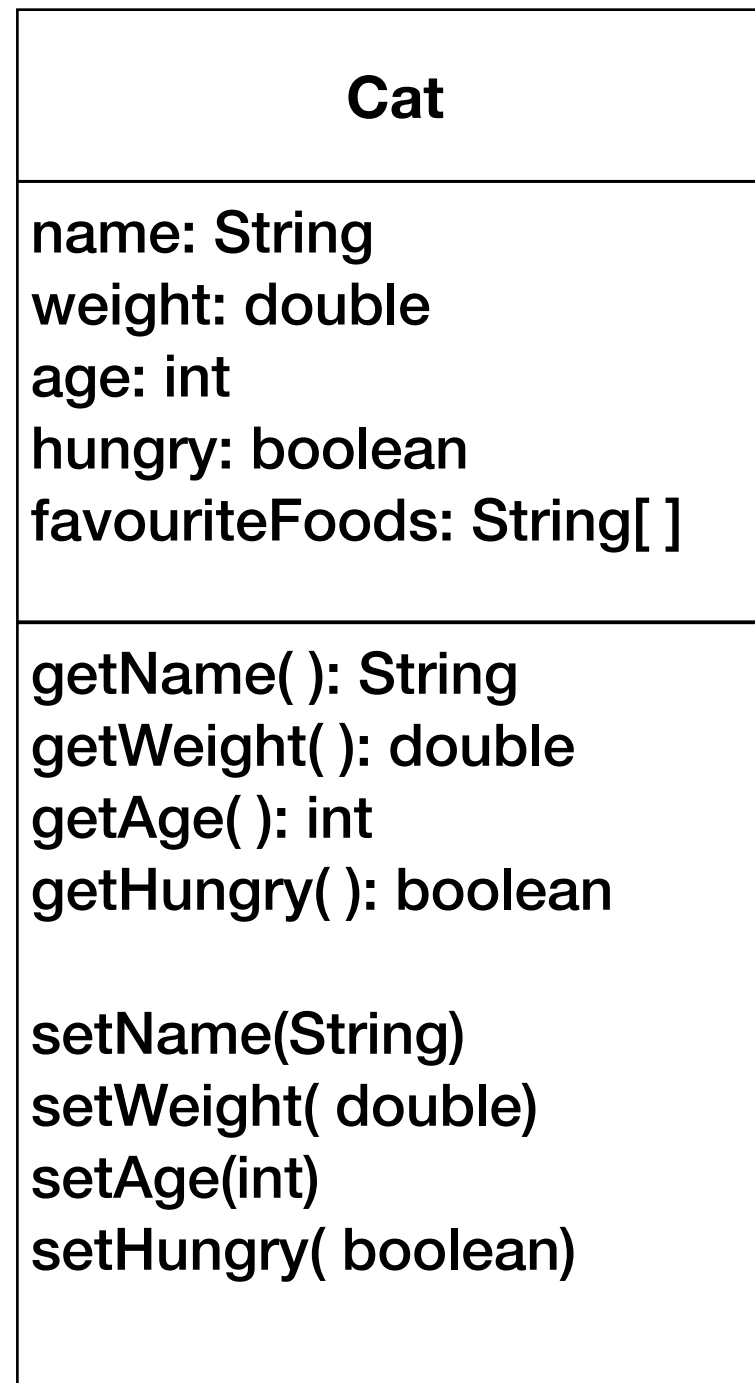 Cat
name: String
weight: double
age: int
hungry: boolean
favouriteFoods: String[ ]
getName( ): String
getWeight( ): double
getAge( ): int
getHungry( ): boolean
setName(String)
setWeight( double)
setAge(int)
setHungry( boolean)